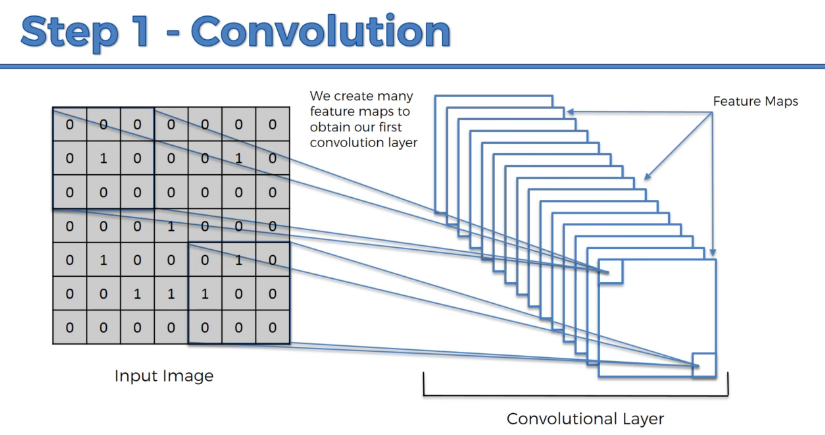 Step 1 - Convolution
We create many
feature maps to
obtain our first
convolution layer
Feature Maps
0 0 0 0 0 0 0
0 1 0 0 0 1 0
0 0 0 0 0 0 0
0 0 0 1 0 0 0
0 1 0 0 0 1 0
0 0 1 1 1 0 0
0 0 0 0 0 0 0
Input Image
Convolutional Layer